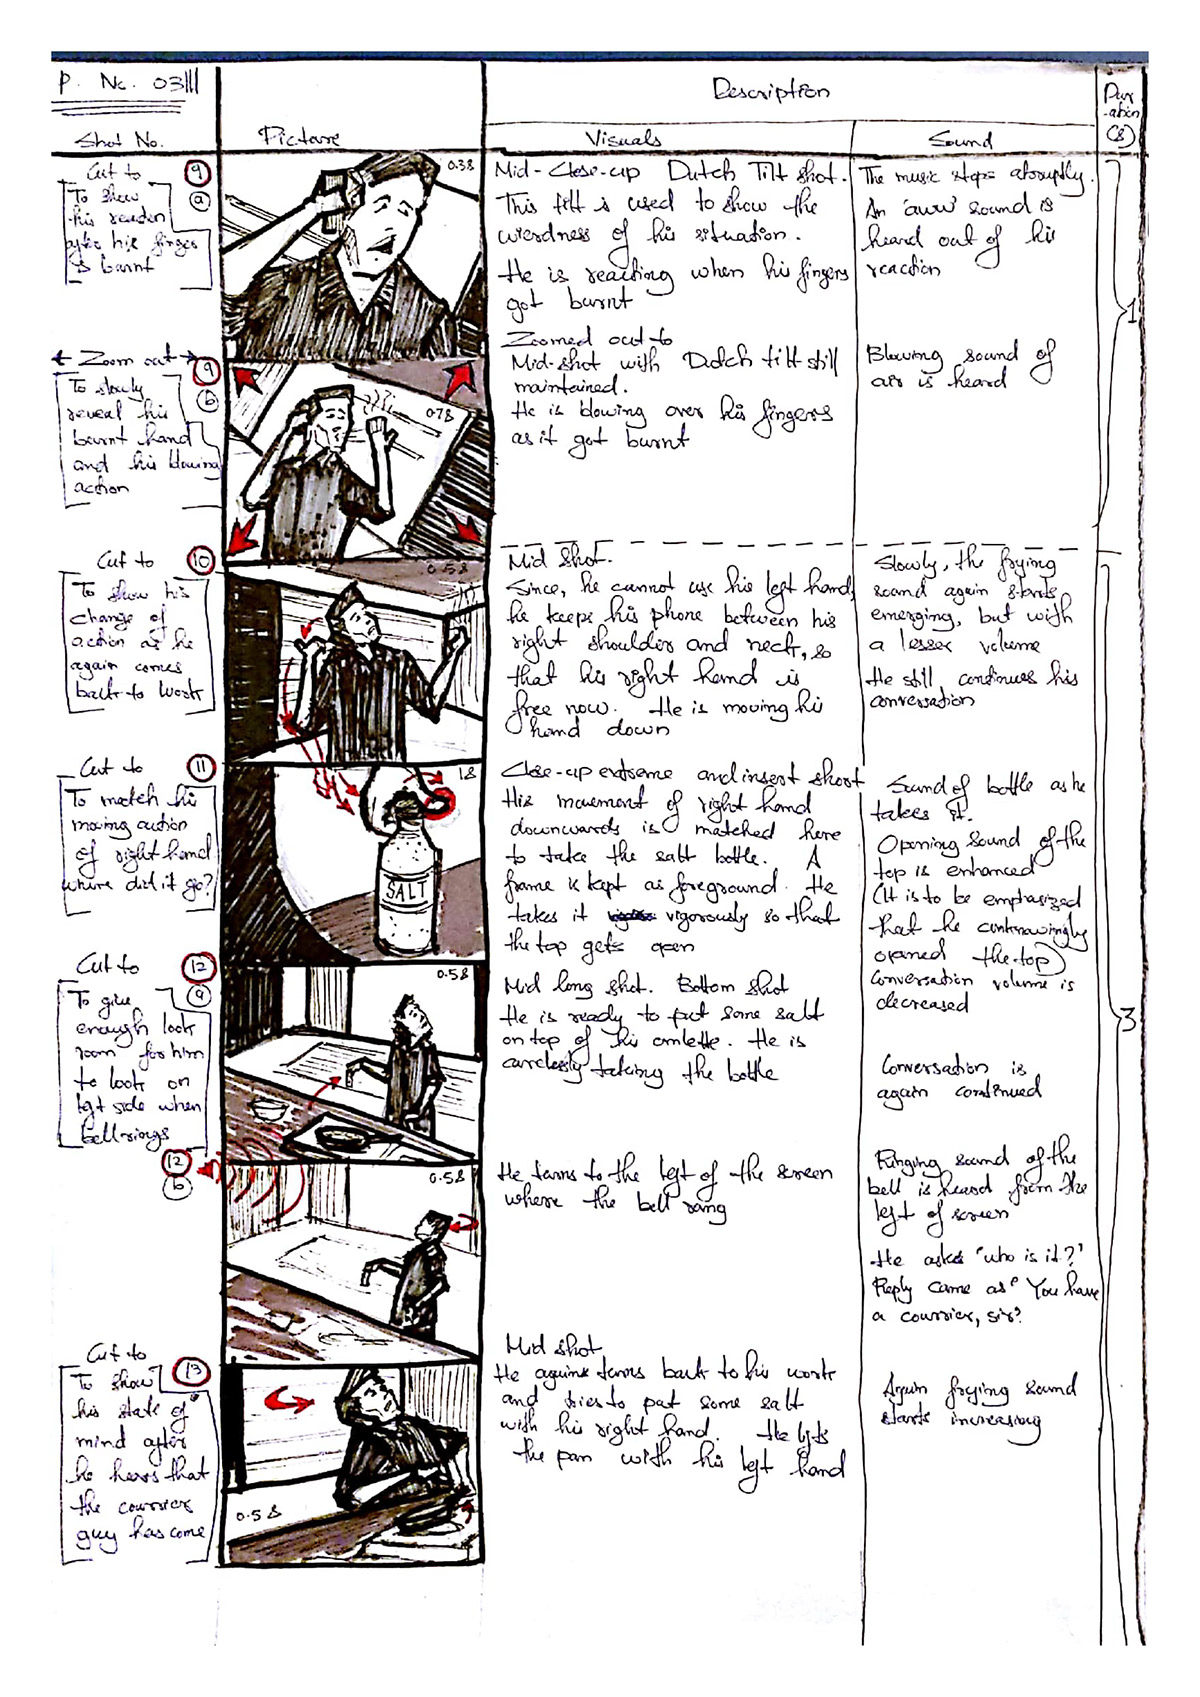 P. No. 03
Description
Dur
-ation
(s)
Shot No.
Picture
Visuals
Sound
Cut to
9
a
To show
his reaction
after his finger
is burnt
0.3s
Mid-Close-up Dutch Tilt shot.
This tilt is used to show the
wierdness of his situation.
He is reacting when his fingers
got burnt
The music stops abruptly.
An 'aww' sound is
heard out of his
reaction
1
Zoom out
9
b
To slowly
reveal his
burnt hand
and his blowing
action
0.7s
Zoomed out to
Mid-shot with Dutch tilt still
maintained.
He is blowing over his fingers
as it got burnt
Blowing sound of
air is heard
Cut to
10
To show his
change of
action as he
again comes
back to work
0.5s
Mid shot.
Since, he cannot use his left hand,
he keeps his phone between his
right shoulder and neck, so
that his right hand is
free now. He is moving his
hand down
Slowly, the frying
sound again starts
emerging, but with
a lesser volume
He still continues his
conversation
Cut to
11
To match his
moving action
of right hand
where did it go?
1s
SALT
Close-up extreme and insert short
His movement of right hand
downwards is matched here
to take the salt bottle. A
frame is kept as foreground. He
takes it vigorously so that
the top gets open
Sound of bottle as he
takes it.
Opening sound of the
top is enhanced
(It is to be emphasized
that he unknowingly
opened the top)
Conversation volume is
decreased
3
Cut to
12
a
To give
enough look
room for him
to look on
left side when
bell rings
0.5s
Mid long shot. Bottom shot
He is ready to put some salt
on top of his omlette. He is
carelessly taking the bottle
Conversation is
again continued
12
b
0.5s
He turns to the left of the screen
where the bell rang
Ringing sound of the
bell is heard from the
left of screen
He asks 'who is it?'
Reply came as 'You have
a courrier, sir'
Cut to
13
To show
his state of
mind after
he hears that
the courrier
guy has come
0.5s
Mid shot
He again turns back to his work
and tries to put some salt
with his right hand. He lifts
the pan with his left hand
Again frying sound
starts increasing